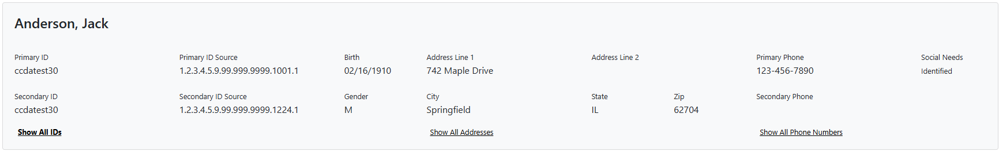 Anderson, Jack
Primary ID Primary ID Source Birth Address Line 1 Address Line 2 Primary Phone Social Needs
ccdatest30 1.2.3.4.5.9.99.999.9999.1001.1 02/16/1910 742 Maple Drive 123-456-7890 Identified
Secondary ID Secondary ID Source Gender City State Zip Secondary Phone
ccdatest30 1.2.3.4.5.9.99.999.9999.1224.1 M Springfield IL 62704
Show All IDs Show All Addresses Show All Phone Numbers